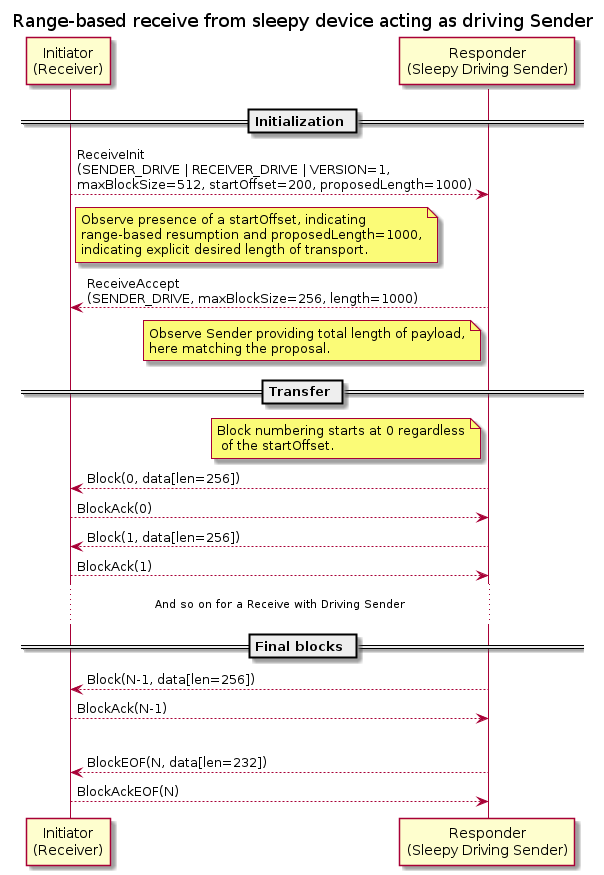 Range-based receive from sleepy device acting as driving Sender
Initiator
(Receiver)
Responder
(Sleepy Driving Sender)
Initialization
ReceiveInit
(SENDER_DRIVE | RECEIVER_DRIVE | VERSION=1,
maxBlockSize=512, startOffset=200, proposedLength=1000)
Observe presence of a startOffset, indicating
range-based resumption and proposedLength=1000,
indicating explicit desired length of transport.
ReceiveAccept
(SENDER_DRIVE, maxBlockSize=256, length=1000)
Observe Sender providing total length of payload,
here matching the proposal.
Transfer
Block numbering starts at 0 regardless
of the startOffset.
Block(0, data[len=256])
BlockAck(0)
Block(1, data[len=256])
BlockAck(1)
And so on for a Receive with Driving Sender
Final blocks
Block(N-1, data[len=256])
BlockAck(N-1)
BlockEOF(N, data[len=232])
BlockAckEOF(N)
Initiator
(Receiver)
Responder
(Sleepy Driving Sender)